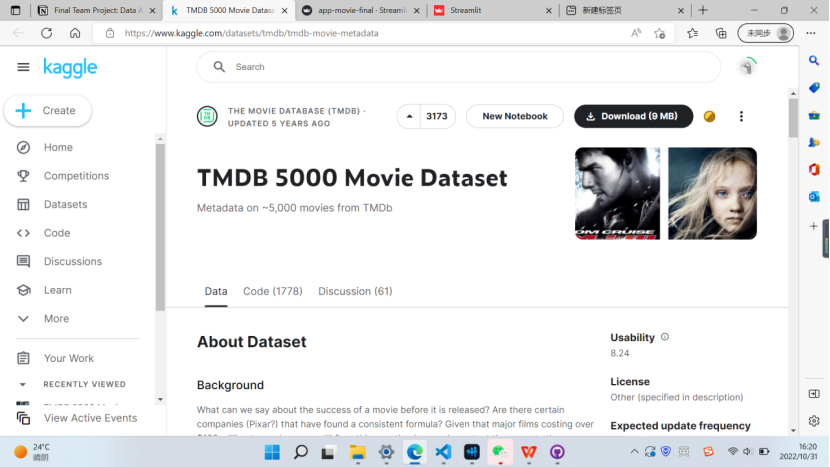 Final Team Project: Data A
TMDB 5000 Movie Datase
app-movie-final · Streamli
Streamlit
新建标签页
https://www.kaggle.com/datasets/tmdb/tmdb-movie-metadata
未同步
kaggle
Search
Create
THE MOVIE DATABASE (TMDB) ·
UPDATED 5 YEARS AGO
3173
New Notebook
Download (9 MB)
Home
Competitions
Datasets
Code
Discussions
Learn
More
Your Work
RECENTLY VIEWED
View Active Events
TMDB 5000 Movie Dataset
Metadata on ~5,000 movies from TMDb
OM CRUISE
Data
Code (1778)
Discussion (61)
About Dataset
Background
What can we say about the success of a movie before it is released? Are there certain
companies (Pixar?) that have found a consistent formula? Given that major films costing over
Usability
8.24
License
Other (specified in description)
Expected update frequency
24°C
晴朗
16:20
2022/10/31